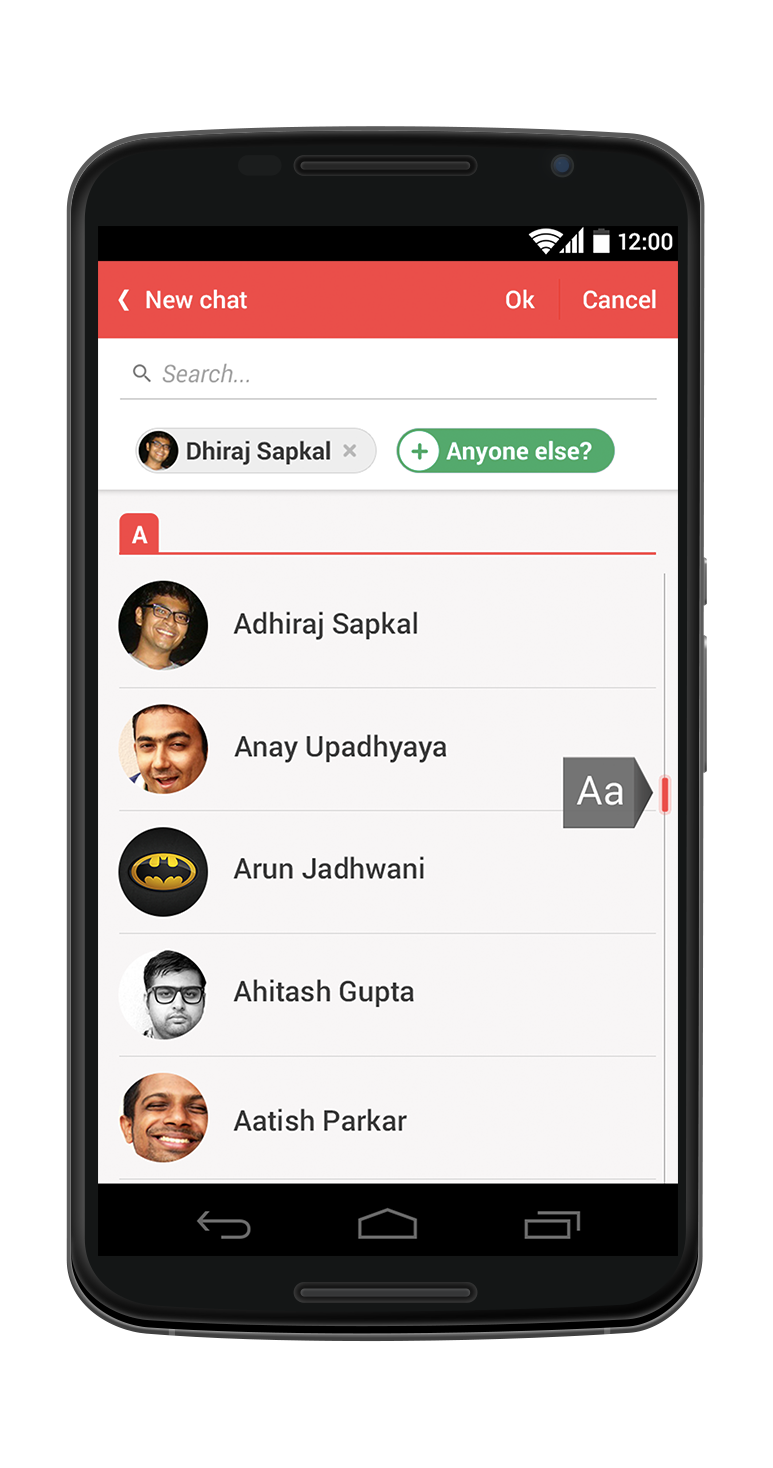 12:00
New chat Ok Cancel
Search...
Dhiraj Sapkal Anyone else?
A
Adhiraj Sapkal
Anay Upadhyaya
Aa
Arun Jadhwani
Ahitash Gupta
Aatish Parkar